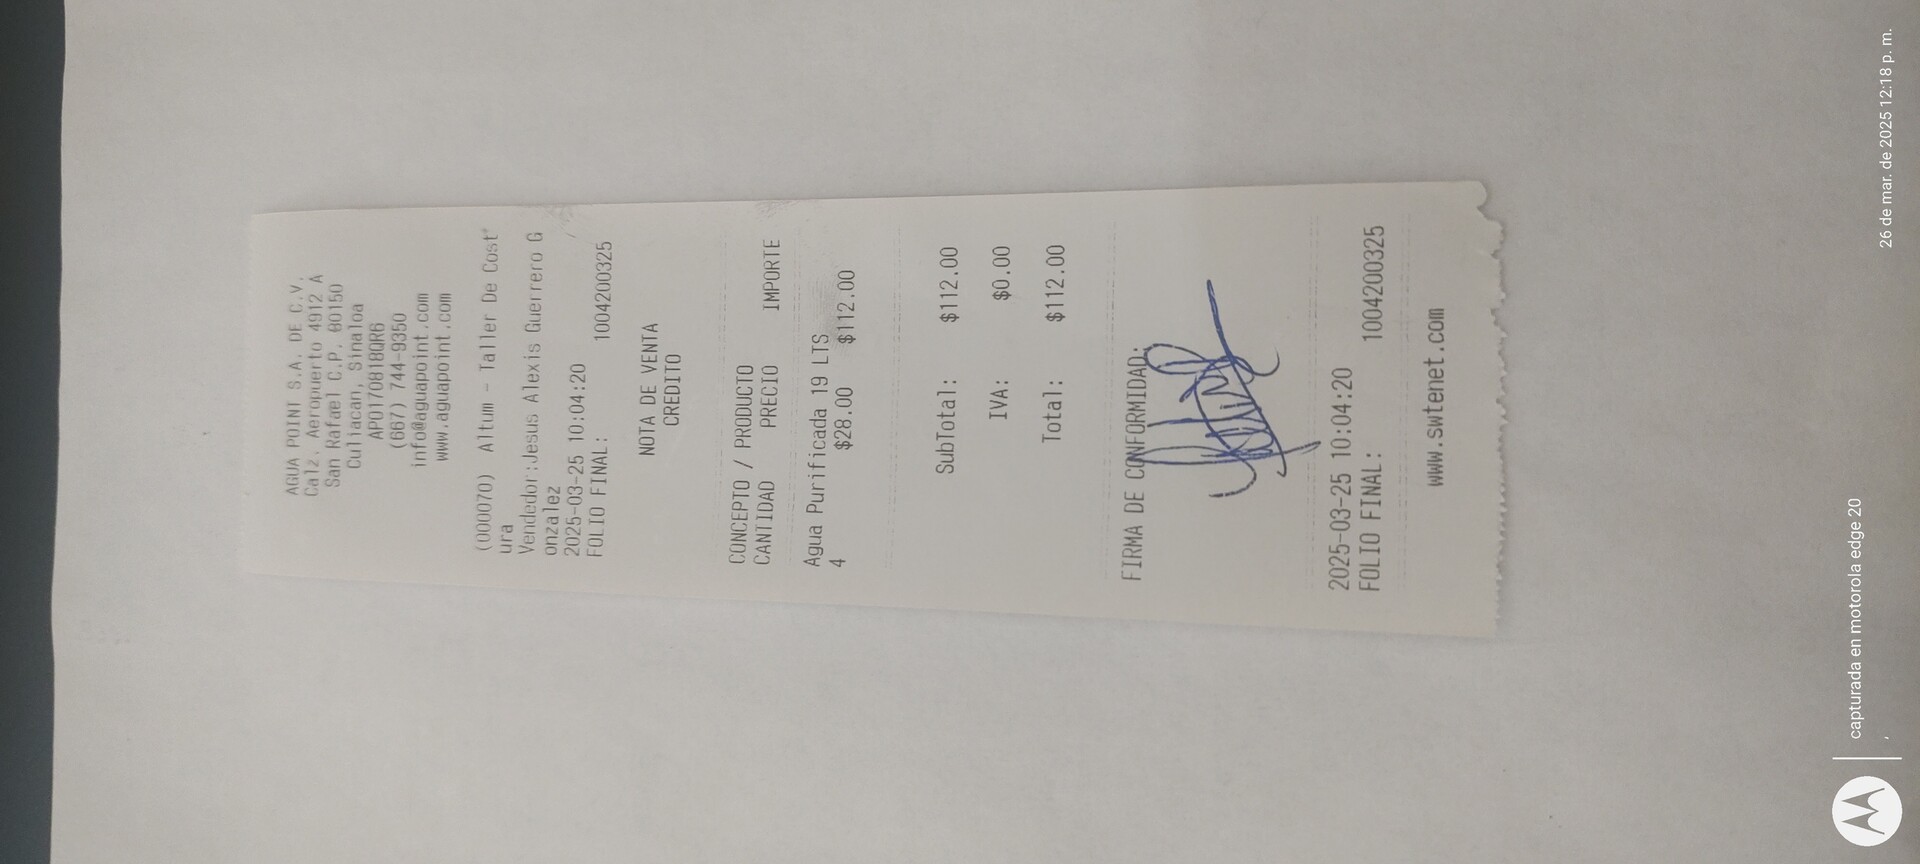 AGUA POINT S.A. DE C.V.
Calz. Aeropuerto 4912 A
San Rafael C.P. 80150
Culiacan, Sinaloa
APO170818QR6
(667) 744-9350
info@aguapoint.com
www.aguapoint.com
(000070) Altum - Taller De Cost
ura
Vendedor:Jesus Alexis Guerrero G
onzalez
2025-03-25 10:04:20
FOLIO FINAL: 1004200325
NOTA DE VENTA
CREDITO
CONCEPTO / PRODUCTO
CANTIDAD PRECIO IMPORTE
Agua Purificada 19 LTS
4 $28.00 $112.00
SubTotal: $112.00
IVA: $0.00
Total: $112.00
FIRMA DE CONFORMIDAD:
2025-03-25 10:04:20
FOLIO FINAL: 1004200325
www.swtenet.com
capturada en motorola edge 20
,
26 de mar. de 2025 12:18 p. m.